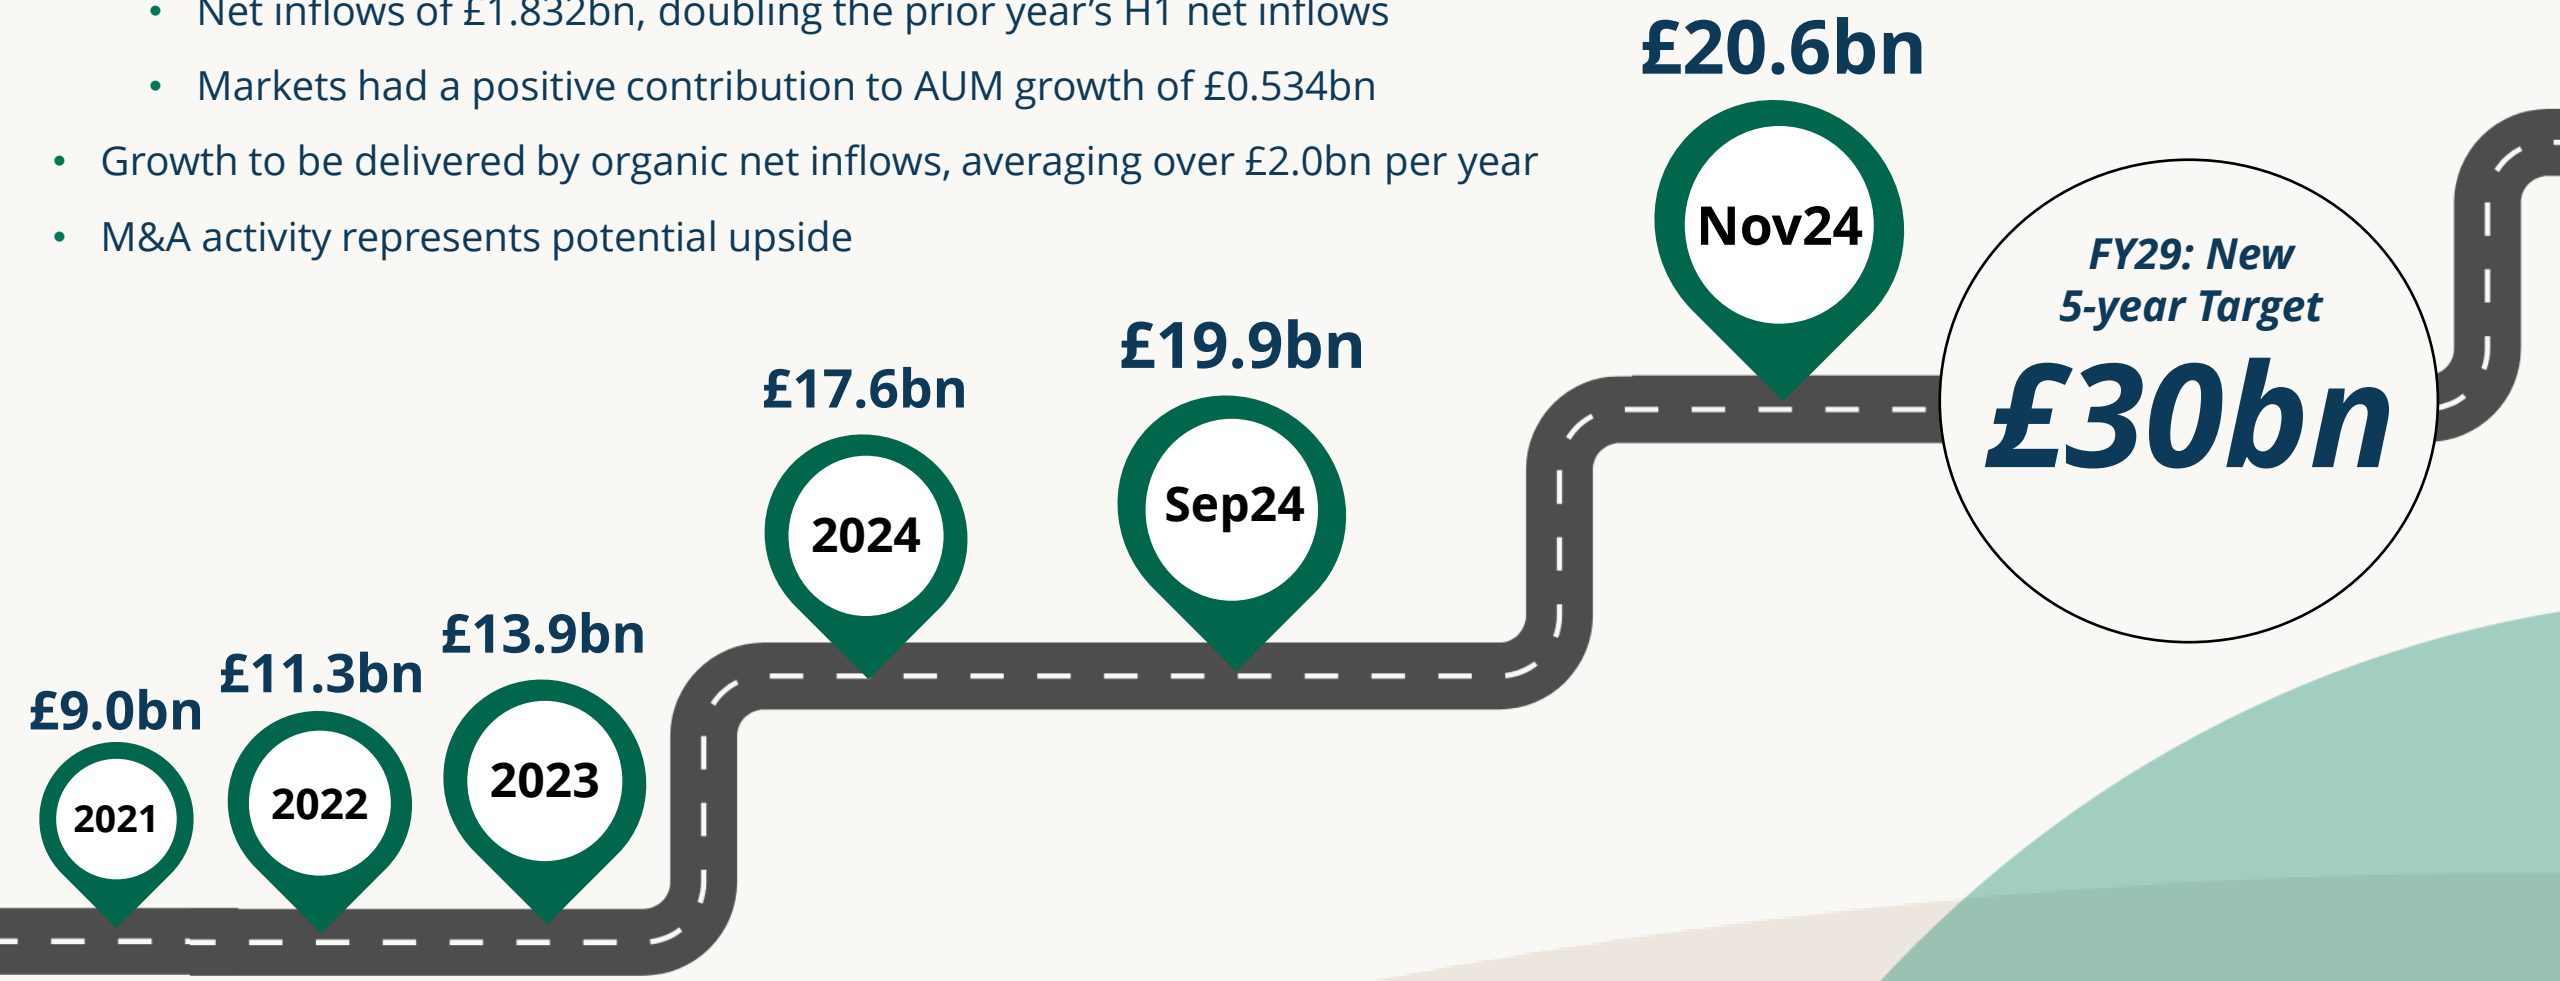 Net inflows of £1.832bn, doubling the prior year’s H1 net inflows
Markets had a positive contribution to AUM growth of £0.534bn
Growth to be delivered by organic net inflows, averaging over £2.0bn per year
M&A activity represents potential upside
£9.0bn
2021
£11.3bn
2022
£13.9bn
2023
£17.6bn
2024
£19.9bn
Sep24
£20.6bn
Nov24
FY29: New
5-year Target
£30bn